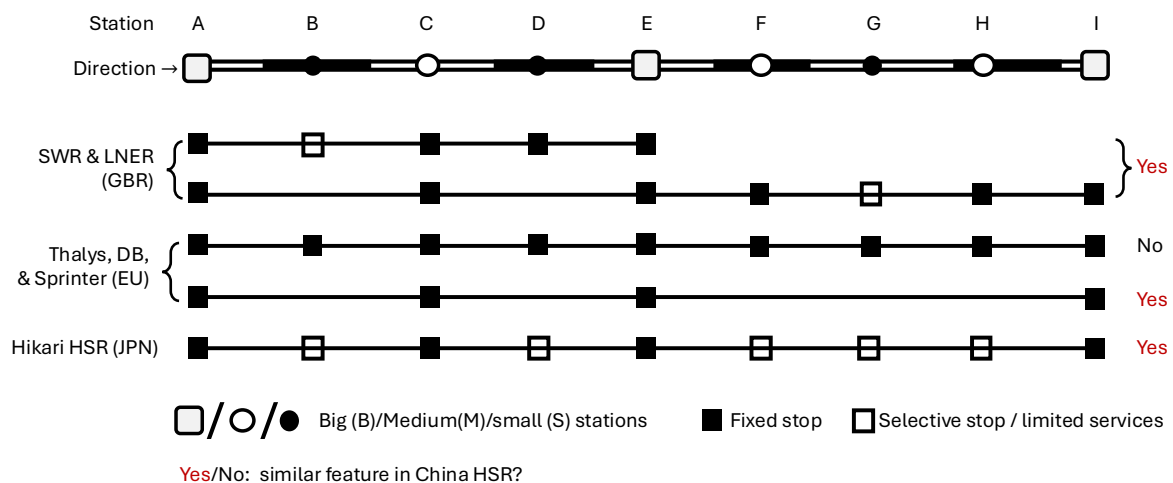 Station A B C D E F G H I
Direction →
SWR & LNER
(GBR)
Yes
Thalys, DB,
& Sprinter (EU)
No
Yes
Hikari HSR (JPN)
Yes
Big (B)/Medium(M)/small (S) stations
Fixed stop
Selective stop / limited services
Yes/No: similar feature in China HSR?